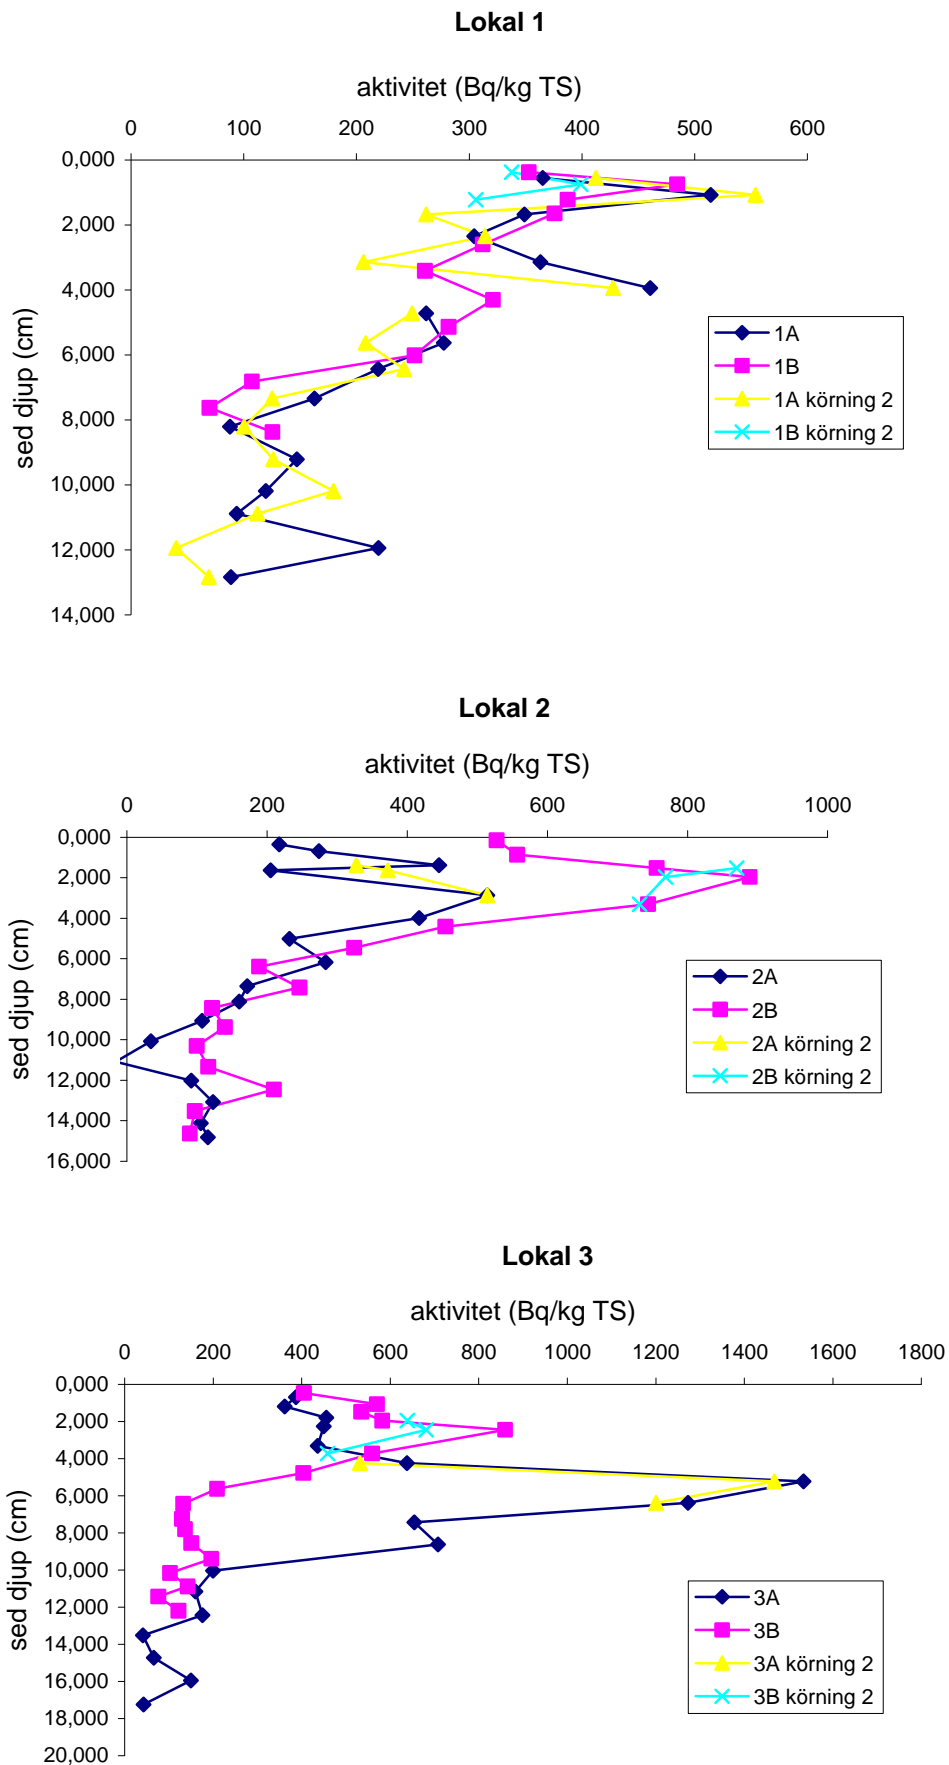 Lokal 1
aktivitet (Bq/kg TS)
0 100 200 300 400 500 600
0,000
2,000
4,000
6,000
8,000
10,000
12,000
14,000
sed djup (cm)
1A
1B
1A körning 2
1B körning 2
Lokal 2
aktivitet (Bq/kg TS)
0 200 400 600 800 1000
0,000
2,000
4,000
6,000
8,000
10,000
12,000
14,000
16,000
sed djup (cm)
2A
2B
2A körning 2
2B körning 2
Lokal 3
aktivitet (Bq/kg TS)
0 200 400 600 800 1000 1200 1400 1600 1800
0,000
2,000
4,000
6,000
8,000
10,000
12,000
14,000
16,000
18,000
20,000
sed djup (cm)
3A
3B
3A körning 2
3B körning 2